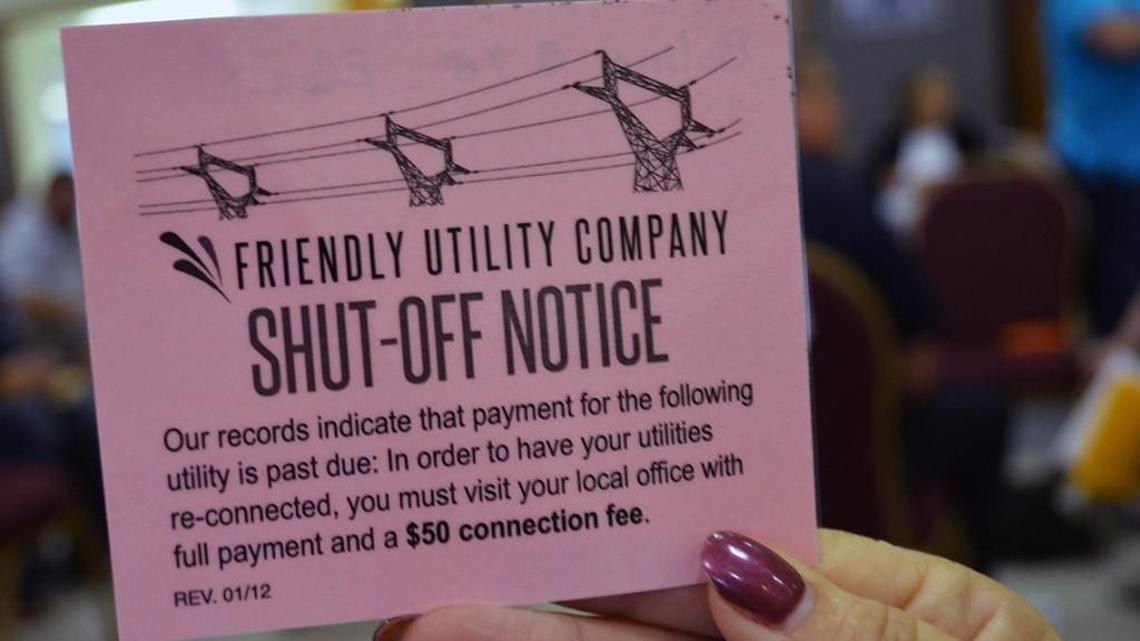 FRIENDLY UTILITY COMPANY
SHUT-OFF NOTICE
Our records indicate that payment for the following
utility is past due: In order to have your utilities
re-connected, you must visit your local office with
full payment and a $50 connection fee.
REV. 01/12